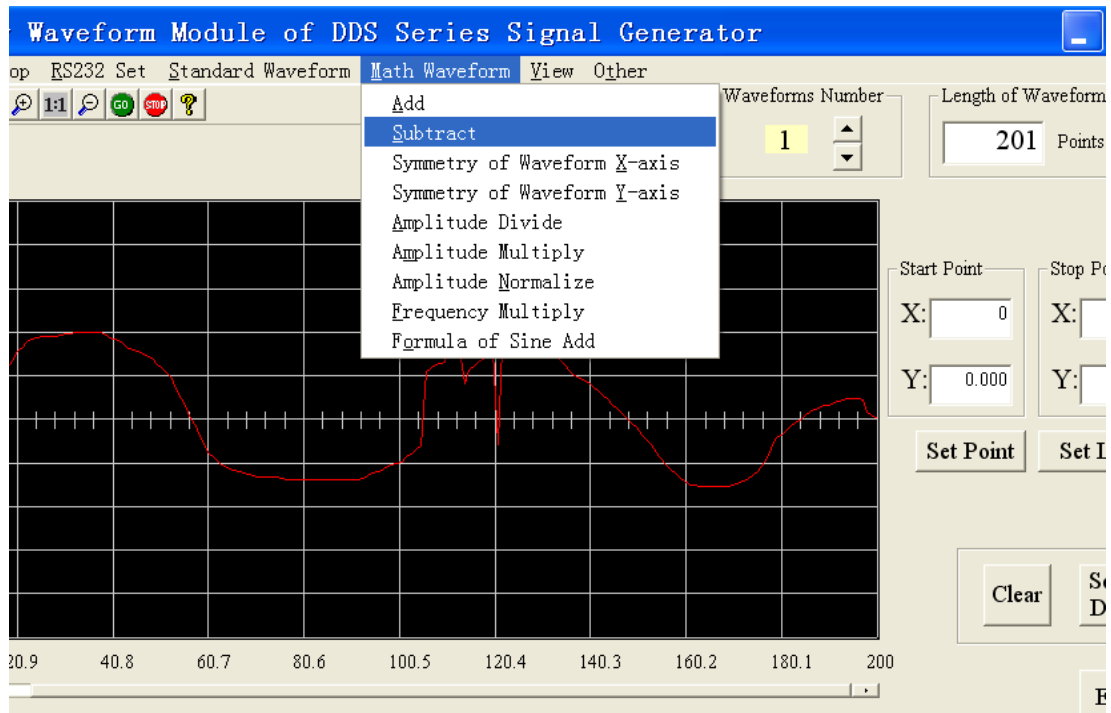 Waveform Module of DDS Series Signal Generator
op RS232 Set Standard Waveform Math Waveform View Other
1:1 GO STOP ?
Add
Subtract
Symmetry of Waveform X-axis
Symmetry of Waveform Y-axis
Amplitude Divide
Amplitude Multiply
Amplitude Normalize
Frequency Multiply
Formula of Sine Add
Waveforms Number
1
Length of Waveform
201 Points
Start Point
X: 0
Y: 0.000
Stop Po
X:
Y:
Set Point
Set L
Clear
20.9 40.8 60.7 80.6 100.5 120.4 140.3 160.2 180.1 200